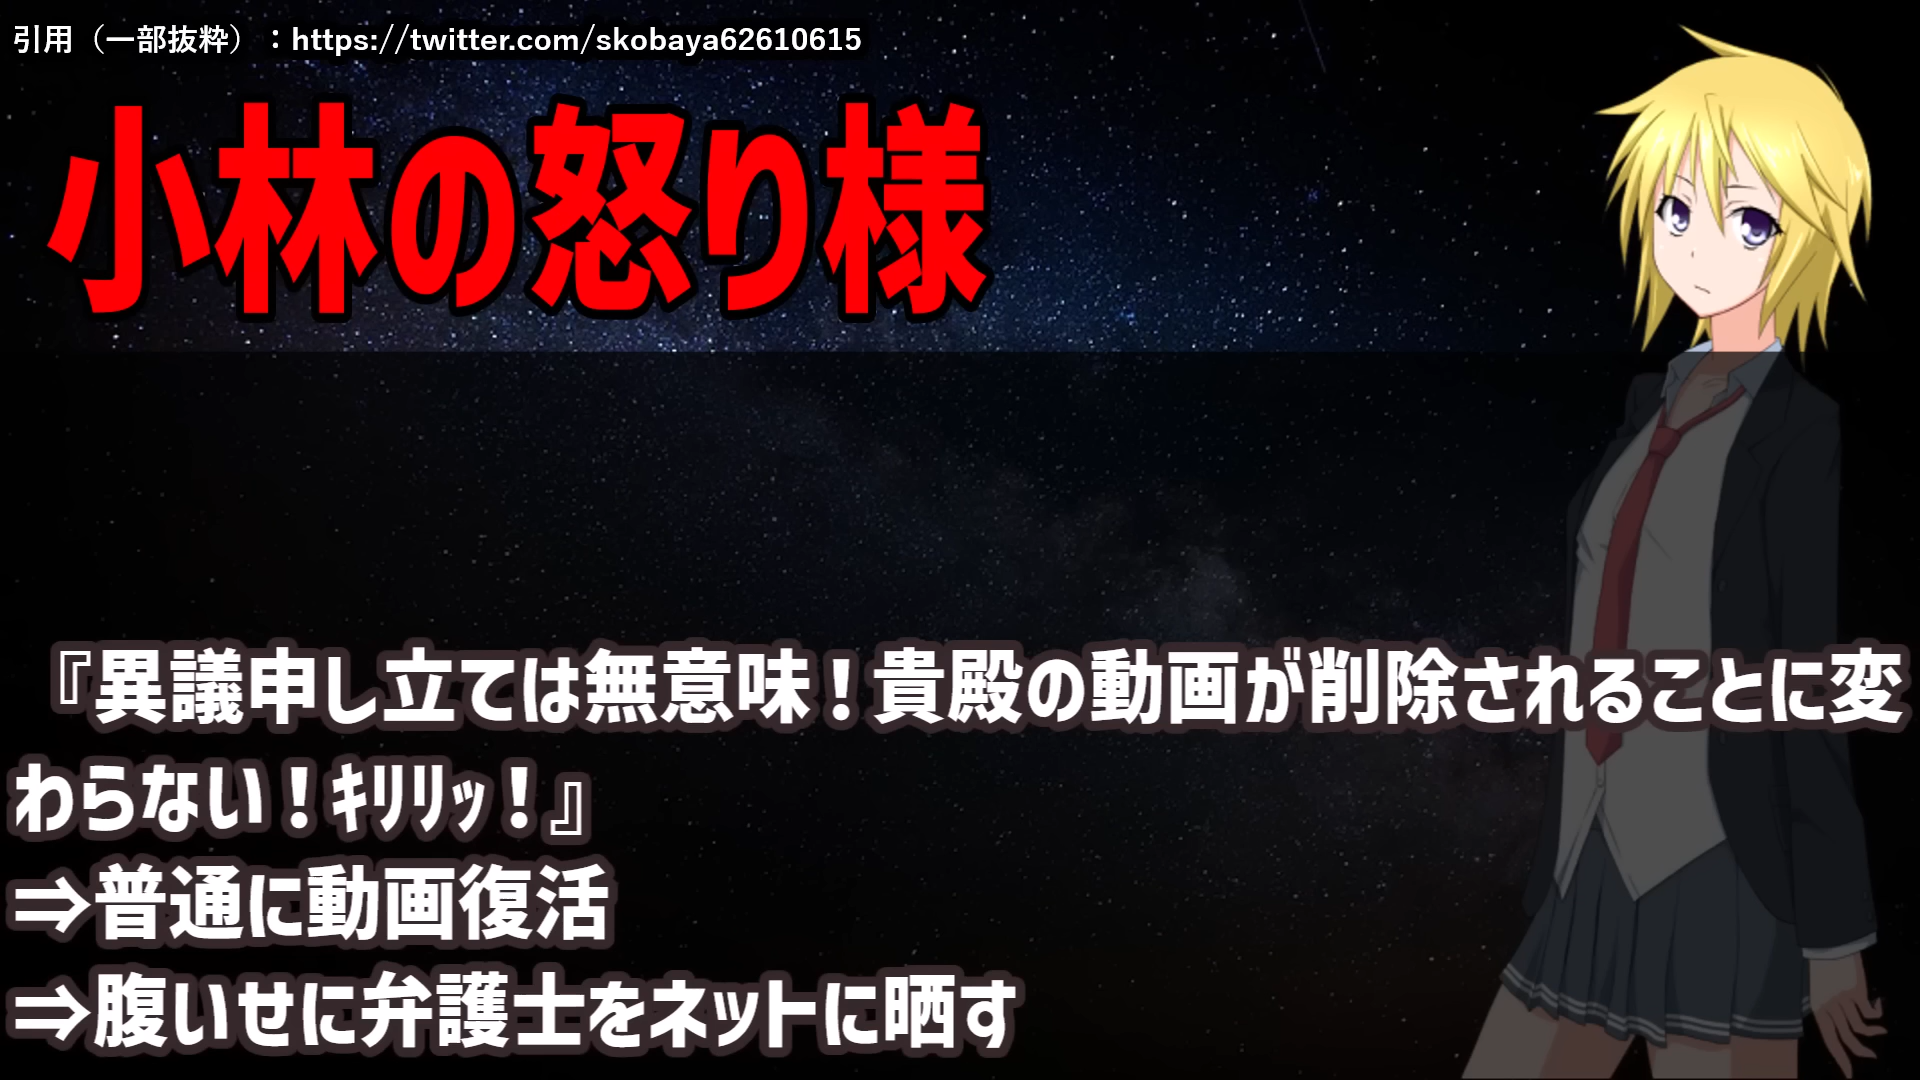 引用（一部抜粋）：https://twitter.com/skobaya62610615
小林の怒り様
『異議申し立ては無意味！貴殿の動画が削除されることに変
わらない！ｷﾘﾘｯ！』
⇒普通に動画復活
⇒腹いせに弁護士をネットに晒す